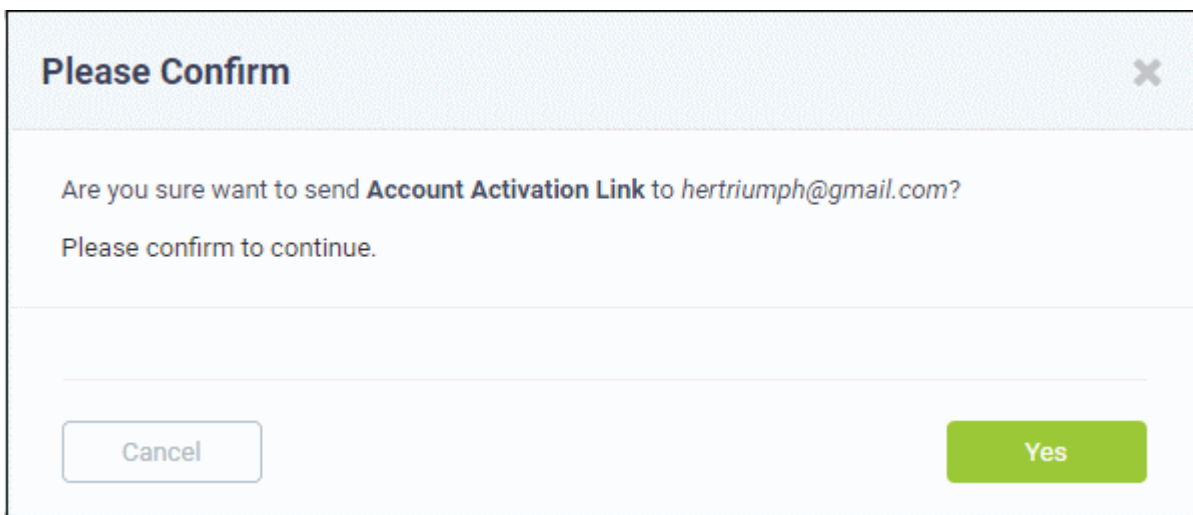 Please Confirm
Are you sure want to send Account Activation Link to hertriumph@gmail.com?
Please confirm to continue.
Cancel
Yes